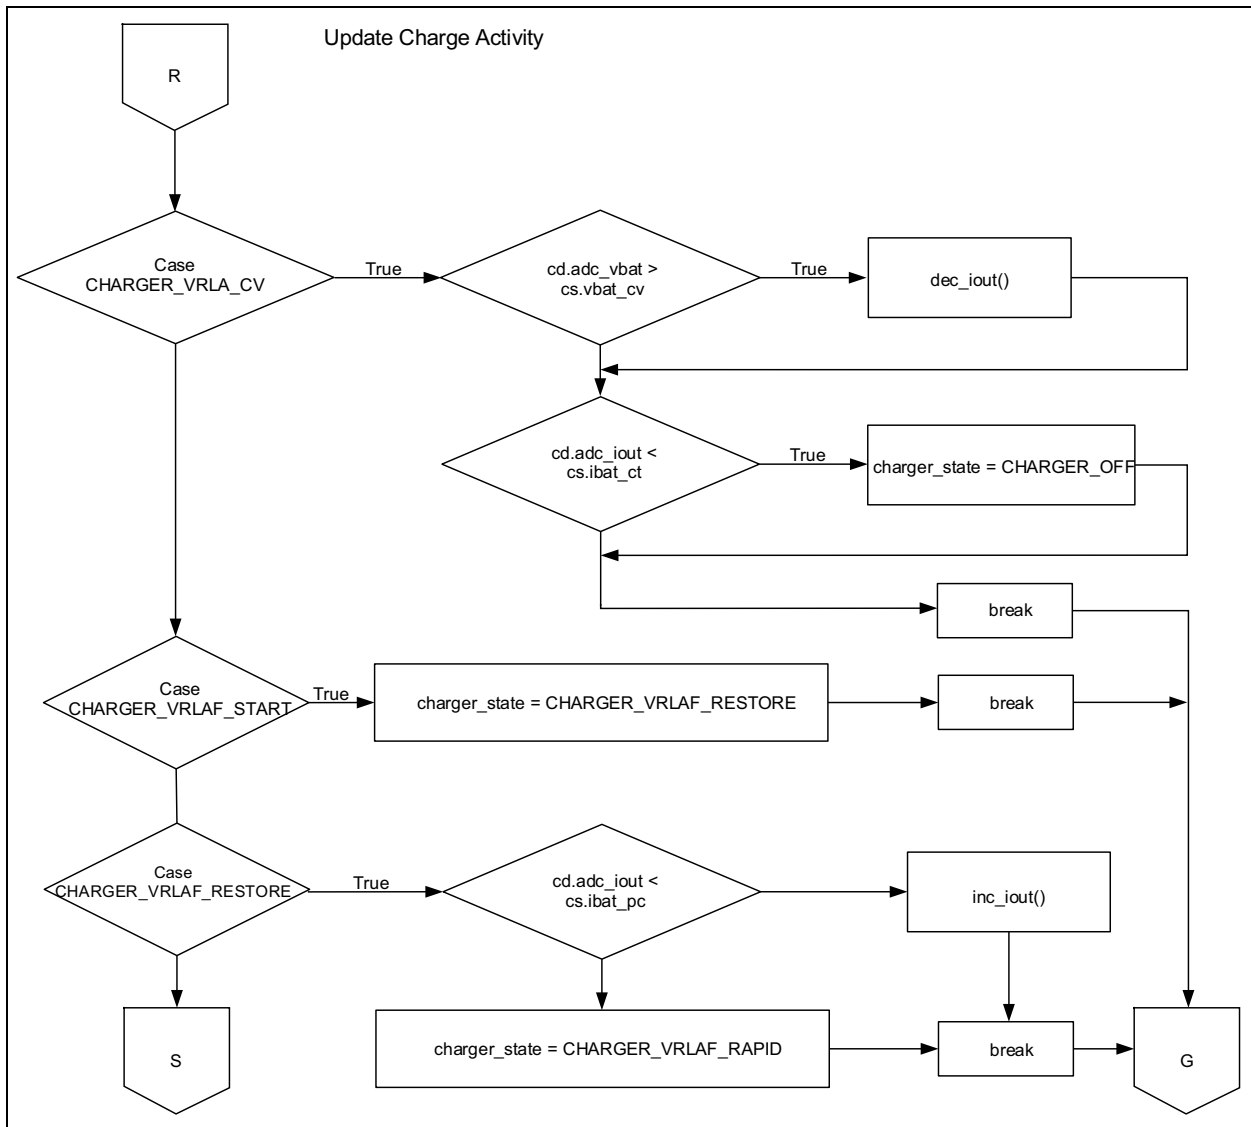 Update Charge Activity
R
Case
CHARGER_VRLA_CV
True
cd.adc_vbat >
cs.vbat_cv
True
dec_iout()
cd.adc_iout <
cs.ibat_ct
True
charger_state = CHARGER_OFF
break
Case
CHARGER_VRLAF_START
True
charger_state = CHARGER_VRLAF_RESTORE
break
Case
CHARGER_VRLAF_RESTORE
True
cd.adc_iout <
cs.ibat_pc
inc_iout()
S
charger_state = CHARGER_VRLAF_RAPID
break
G